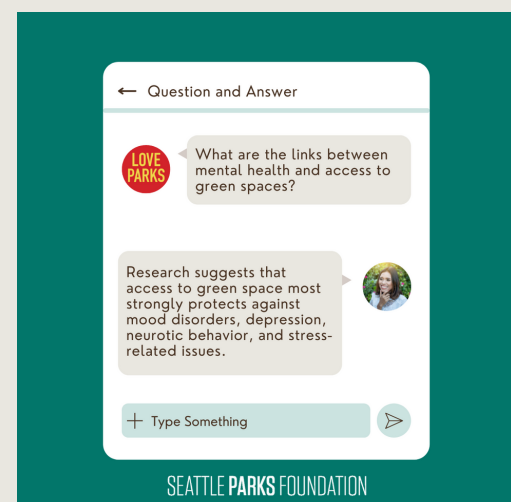 ← Question and Answer
LOVE
PARKS
What are the links between
mental health and access to
green spaces?
Research suggests that
access to green space most
strongly protects against
mood disorders, depression,
neurotic behavior, and stress-
related issues.
+ Type Something
SEATTLE PARKS FOUNDATION